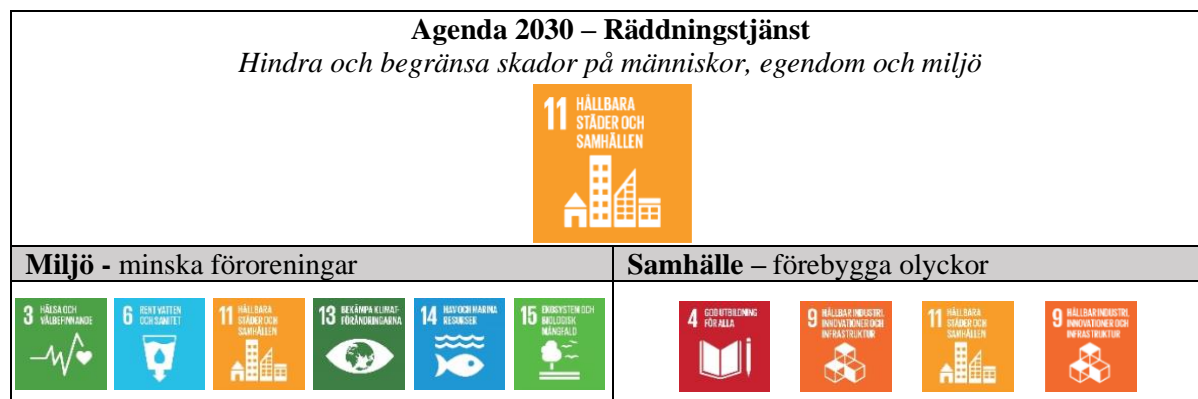 Agenda 2030 – Räddningstjänst
Hindra och begränsa skador på människor, egendom och miljö
11 HÅLLBARA
STÄDER OCH
SAMHÄLLEN
Miljö - minska föroreningar
Samhälle – förebygga olyckor
3 HÄLSA OCH
VÄLBEFINNANDE
6 RENT VATTEN
OCH SANITET
11 HÅLLBARA
STÄDER OCH
SAMHÄLLEN
13 BEKÄMPA KLIMAT-
FÖRÄNDRINGARNA
14 HAV OCH MARINA
RESURSER
15 EKOSYSTEM OCH
BIOLOGISK
MÅNGFALD
4 GOD UTBILDNING
FÖR ALLA
9 HÅLLBAR INDUSTRI,
INNOVATIONER OCH
INFRASTRUKTUR
11 HÅLLBARA
STÄDER OCH
SAMHÄLLEN
9 HÅLLBAR INDUSTRI,
INNOVATIONER OCH
INFRASTRUKTUR